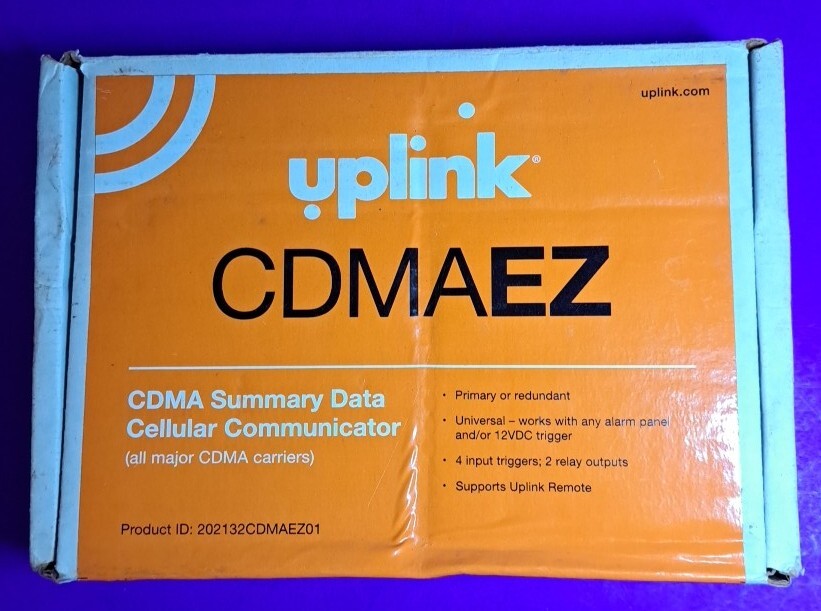 uplink.com
uplink®
CDMAEZ
CDMA Summary Data
Cellular Communicator
(all major CDMA carriers)
• Primary or redundant
• Universal – works with any alarm panel
and/or 12VDC trigger
• 4 input triggers; 2 relay outputs
• Supports Uplink Remote
Product ID: 202132CDMAEZ01